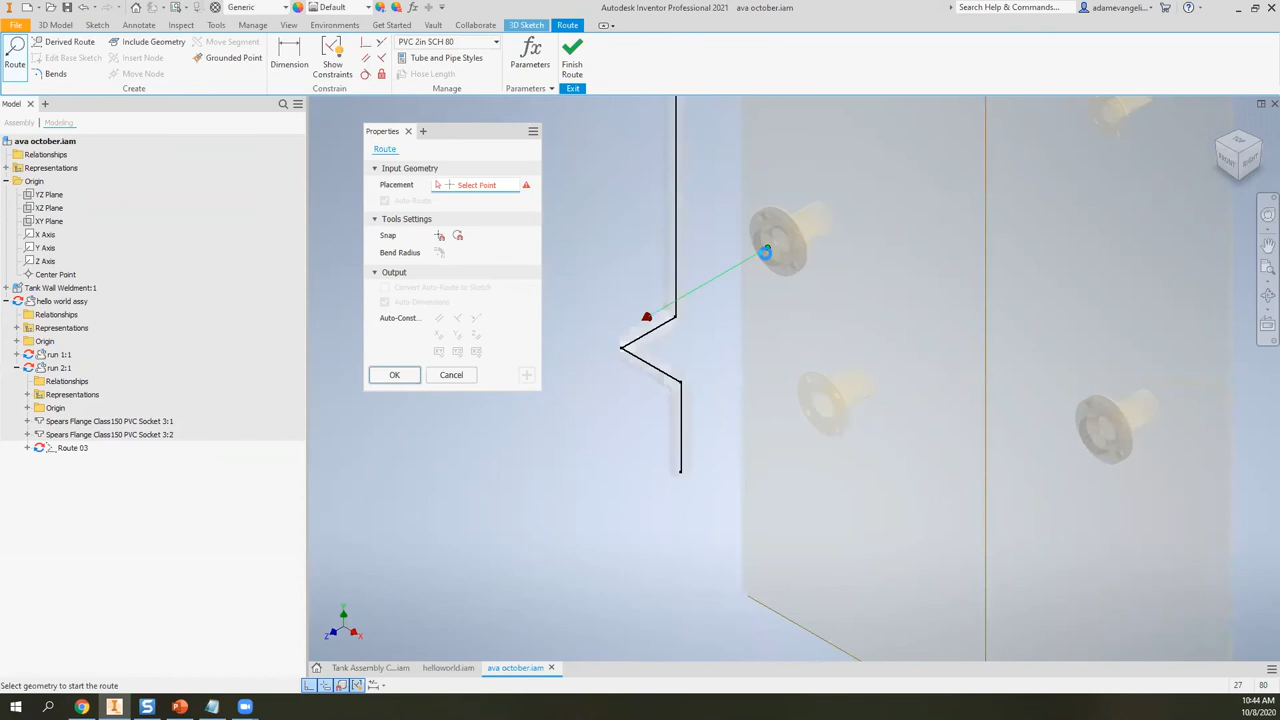 Generic
Default
Autodesk Inventor Professional 2021
ava october.iam
Search Help & Commands...
adamevangeli...
File
Assemble
Simplify
Design
3D Model
Sketch
Annotate
Inspect
Tools
Manage
View
Environments
Get Started
Vault
Collaborate
3D Sketch
Route
Route
Derived Route
Edit Base Sketch
Bends
Include Geometry
Insert Node
Move Node
Move Segment
Grounded Point
Create
Dimension
Show
Constraints
Constrain
PVC 2in SCH 80
Tube and Pipe Styles
Hose Length
Manage
Parameters
Parameters
Finish
Route
Exit
Model
Assembly
Modeling
ava october.iam
Relationships
Representations
Origin
YZ Plane
XZ Plane
XY Plane
X Axis
Y Axis
Z Axis
Center Point
Tank Wall Weldment:1
hello world assy
Relationships
Representations
Origin
run 1:1
run 2:1
Relationships
Representations
Origin
Spears Flange Class150 PVC Socket 3:1
Spears Flange Class150 PVC Socket 3:2
Route 03
Properties
Route
Input Geometry
Placement
Select Point
Auto-Route
Tools Settings
Snap
Bend Radius
Output
Convert Auto-Route to Sketch
Auto-Dimension
Auto-Const...
OK
Cancel
TOP
FRONT
RIGHT
Y
Z
X
Tank Assembly C...iam
helloworld.iam
ava october.iam
Select geometry to start the route
27
80
10:44 AM
10/8/2020